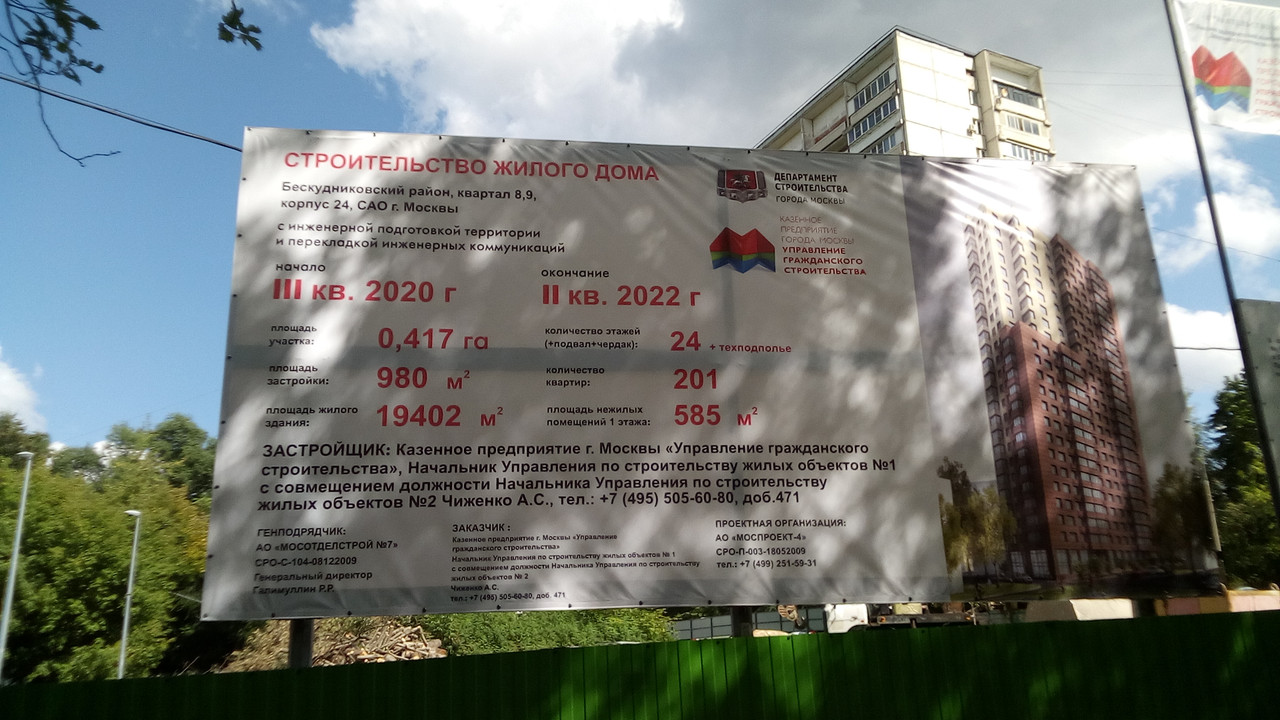 СТРОИТЕЛЬСТВО ЖИЛОГО ДОМА
Бескудниковский район, квартал 8,9,
корпус 24, САО г. Москвы
с инженерной подготовкой территории
и перекладкой инженерных коммуникаций
ДЕПАРТАМЕНТ
СТРОИТЕЛЬСТВА
ГОРОДА МОСКВЫ
КАЗЕННОЕ
ПРЕДПРИЯТИЕ
ГОРОДА МОСКВЫ
УПРАВЛЕНИЕ
ГРАЖДАНСКОГО
СТРОИТЕЛЬСТВА
начало
III кв. 2020 г
окончание
II кв. 2022 г
площадь
участка:
0,417 га
количество этажей
(+подвал+чердак):
24 + техподполье
площадь
застройки:
980 м²
количество
квартир:
201
площадь жилого
здания:
19402 м²
площадь нежилых
помещений 1 этажа:
585 м²
ЗАСТРОЙЩИК: Казенное предприятие г. Москвы «Управление гражданского
строительства», Начальник Управления по строительству жилых объектов №1
с совмещением должности Начальника Управления по строительству
жилых объектов №2 Чиженко А.С., тел.: +7 (495) 505-60-80, доб.471
ГЕНПОДРЯДЧИК:
АО «МОСОТДЕЛСТРОЙ №7»
СРО-С-104-08122009
Генеральный директор
Галимуллин Р.Р.
ЗАКАЗЧИК :
Казенное предприятие г. Москвы «Управление
гражданского строительства»
Начальник Управления по строительству жилых объектов № 1
с совмещением должности Начальника Управления по строительству
жилых объектов № 2
Чиженко А.С.
тел.: +7 (495) 505-60-80, доб. 471
ПРОЕКТНАЯ ОРГАНИЗАЦИЯ:
АО «МОСПРОЕКТ-4»
СРО-П-003-18052009
тел.: +7 (499) 251-59-31